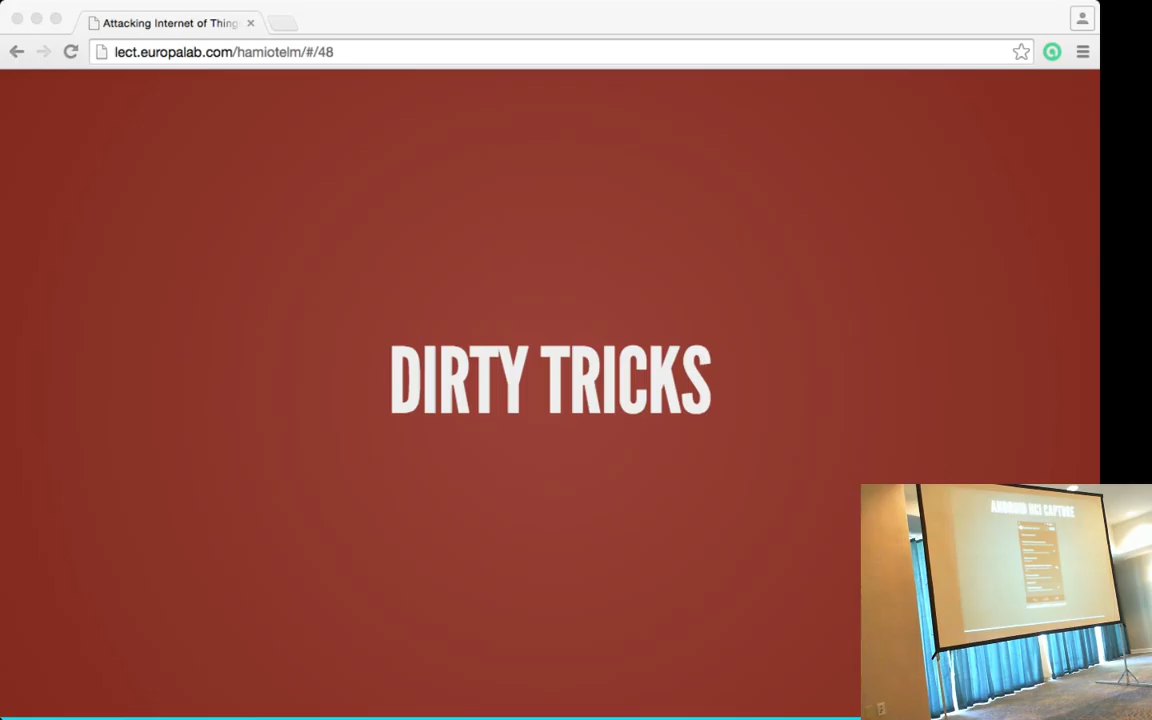 Attacking Internet of Thing
lect.europalab.com/hamiotelm/#/48
DIRTY TRICKS
ANDROID HCI CAPTURE